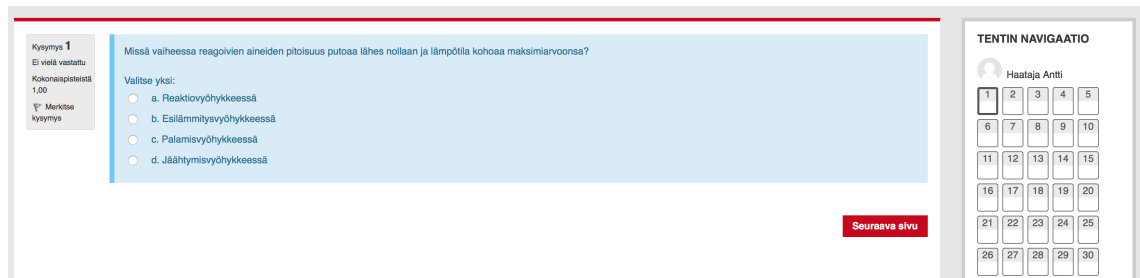 Kysymys 1
Ei vielä vastattu
Kokonaispisteistä
1,00
Merkitse
kysymys
Missä vaiheessa reagoivien aineiden pitoisuus putoaa lähes nollaan ja lämpötila kohoaa maksimiarvoonsa?
Valitse yksi:
a. Reaktiovyöhykkeessä
b. Esilämmitysvyöhykkeessä
c. Palamisvyöhykkeessä
d. Jäähtymisvyöhykkeessä
Seuraava sivu
TENTIN NAVIGAATIO
Haataja Antti
1 2 3 4 5
6 7 8 9 10
11 12 13 14 15
16 17 18 19 20
21 22 23 24 25
26 27 28 29 30